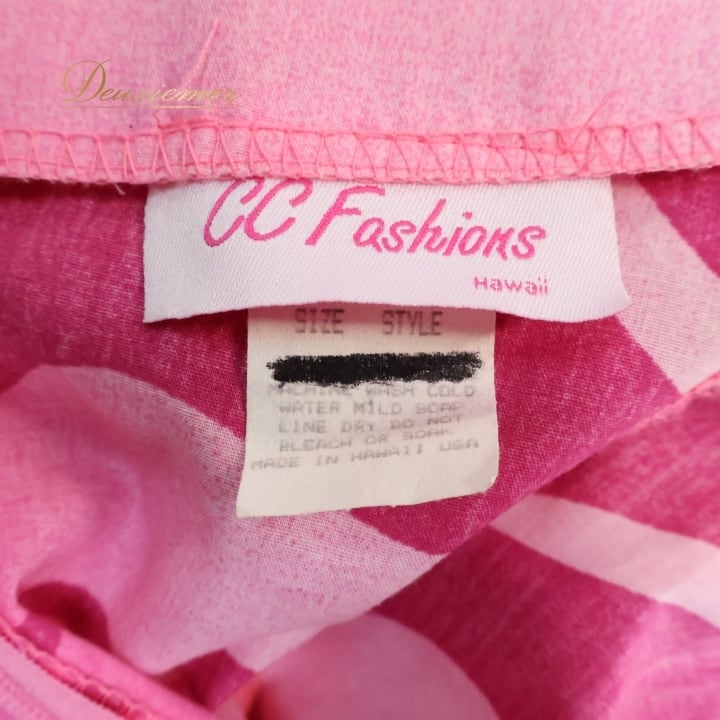 Deuxiemer
CC Fashions
Hawaii
SIZE STYLE
MACHINE WASH COLD
WATER MILD SOAP
LINE DRY DO NOT
BLEACH OR SOAK
MADE IN HAWAII USA